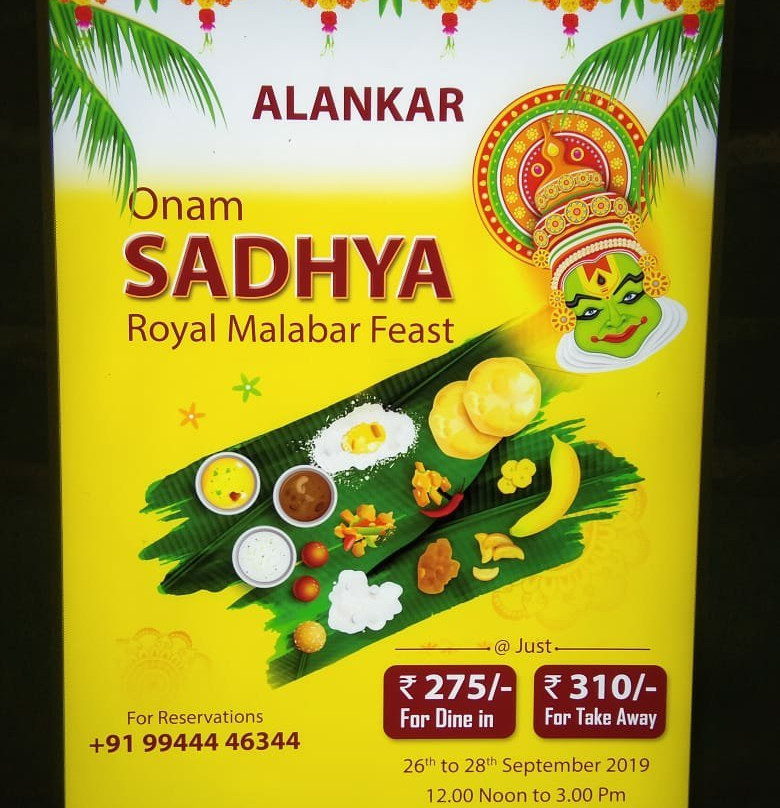 ALANKAR
Onam
SADHYA
Royal Malabar Feast
@ Just
₹ 275/-
For Dine in
₹ 310/-
For Take Away
For Reservations
+91 99444 46344
26th to 28th September 2019
12.00 Noon to 3.00 Pm